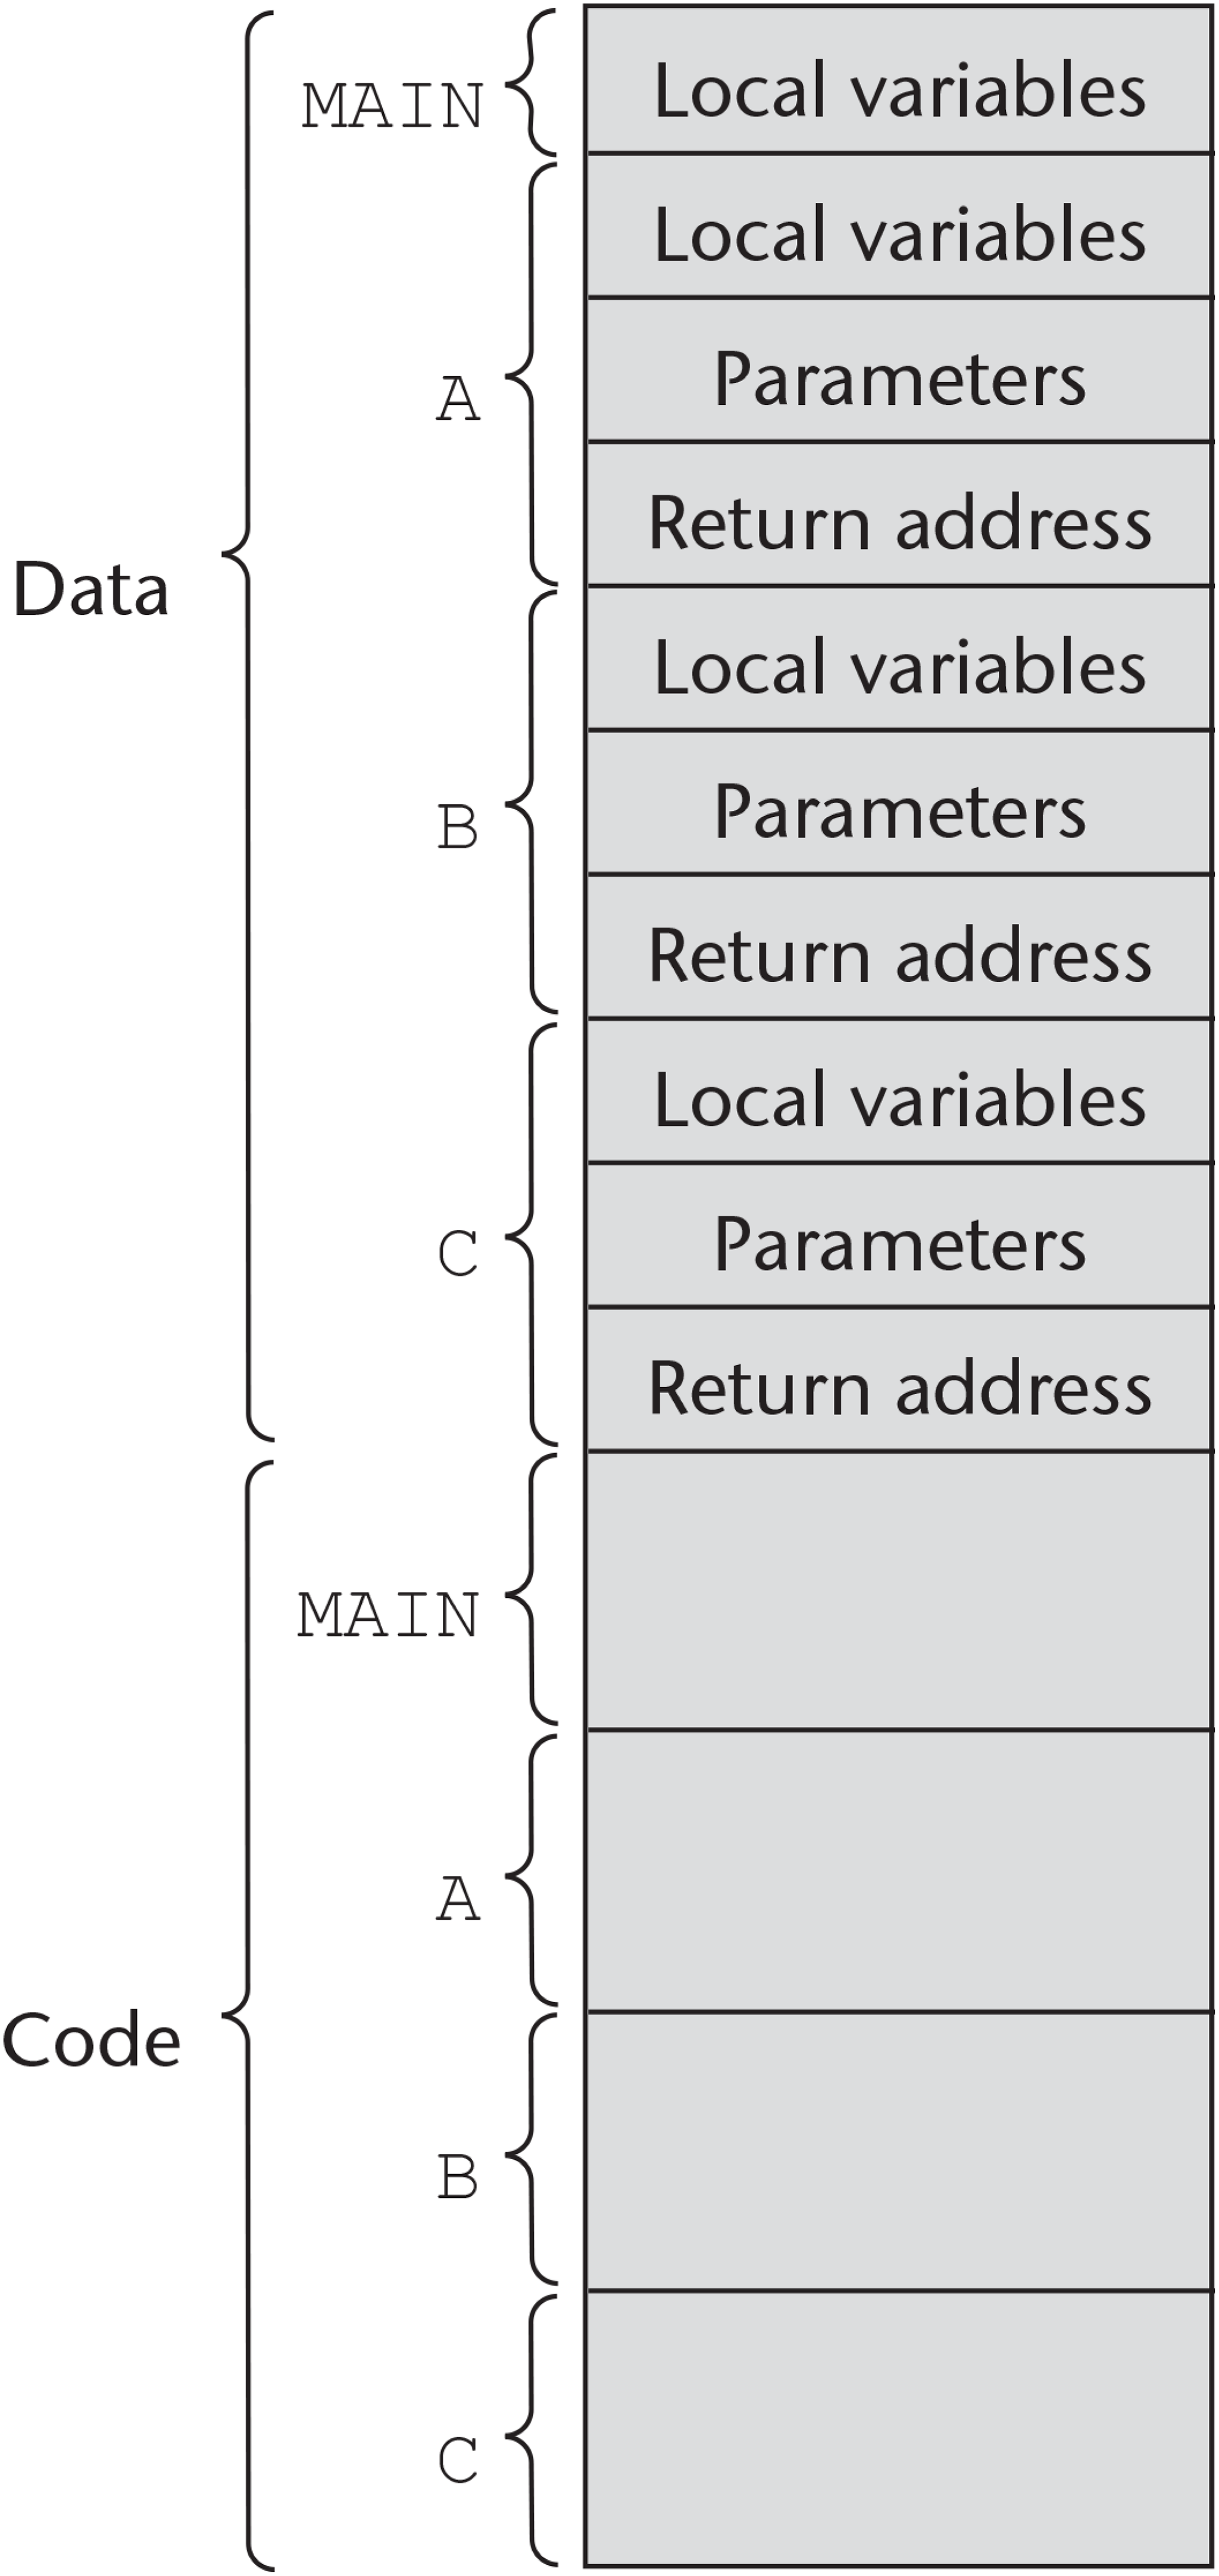 MAIN
Local variables
Local variables
A
Parameters
Return address
Data
Local variables
B
Parameters
Return address
Local variables
C
Parameters
Return address
MAIN
A
Code
B
C